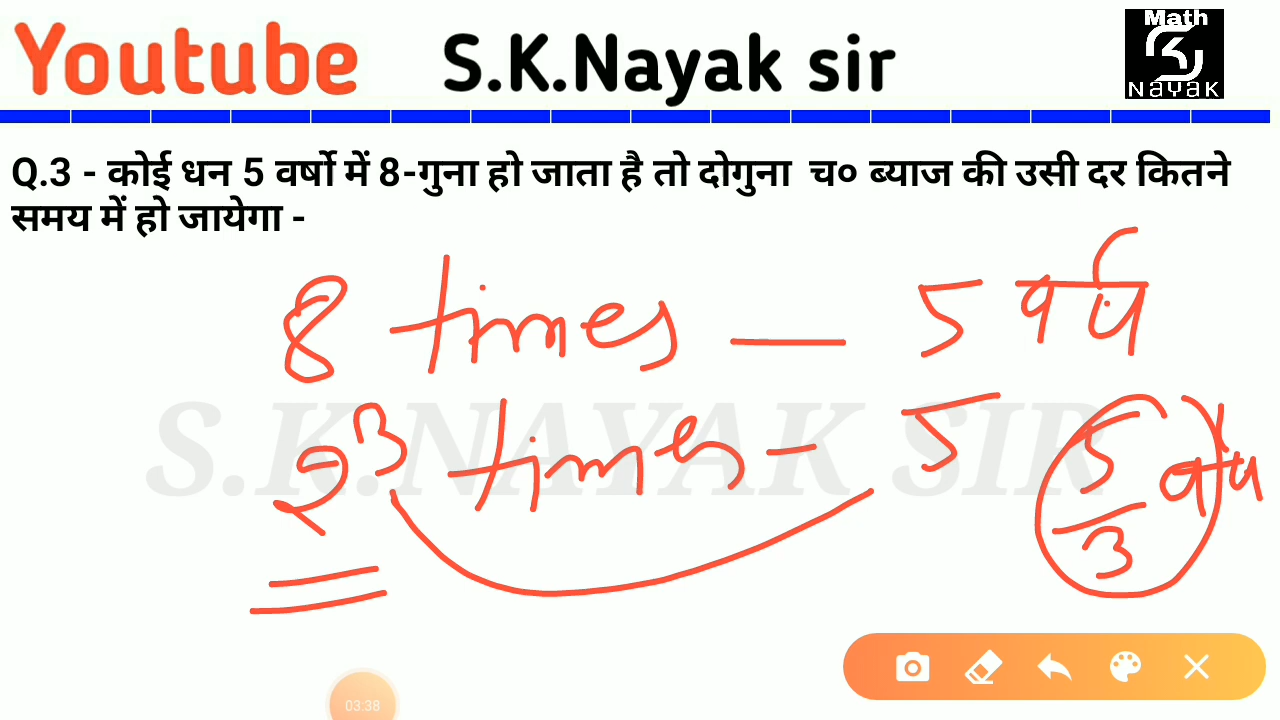 Youtube S.K.Nayak sir
Math
NAYAK
Q.3 - कोई धन 5 वर्षो में 8-गुना हो जाता है तो दोगुना च० ब्याज की उसी दर कितने
समय में हो जायेगा -
8 times — 5 वर्ष
2³ times - 5 5/3 वर्ष
S.K.NAYAK SIR
03:38